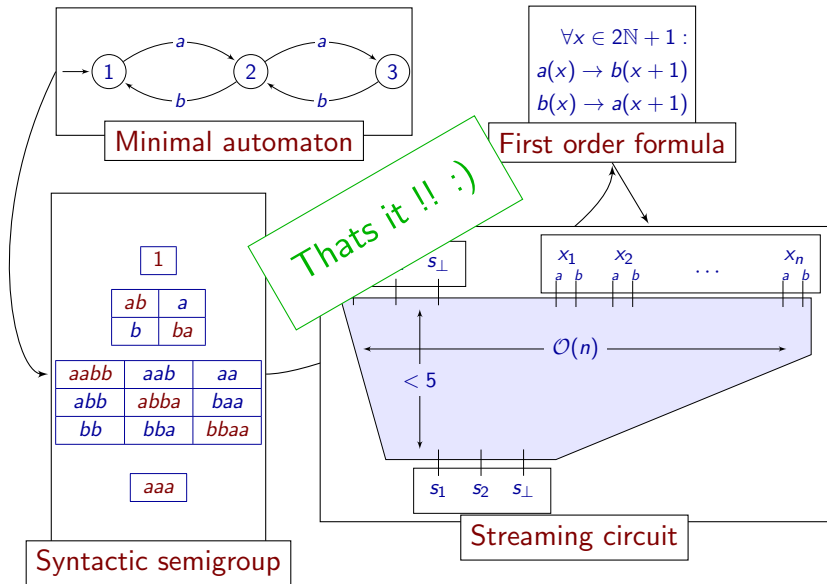 a a
1 2 3
b b
Minimal automaton
∀x ∈ 2ℕ + 1 :
a(x) → b(x + 1)
b(x) → a(x + 1)
First order formula
Thats it !! :)
1
ab a
b ba
aabb aab aa
abb abba baa
bb bba bbaa
aaa
Syntactic semigroup
s⊥
x₁ x₂ ... xₙ
a b a b a b
𝒪(n)
< 5
s₁ s₂ s⊥
Streaming circuit